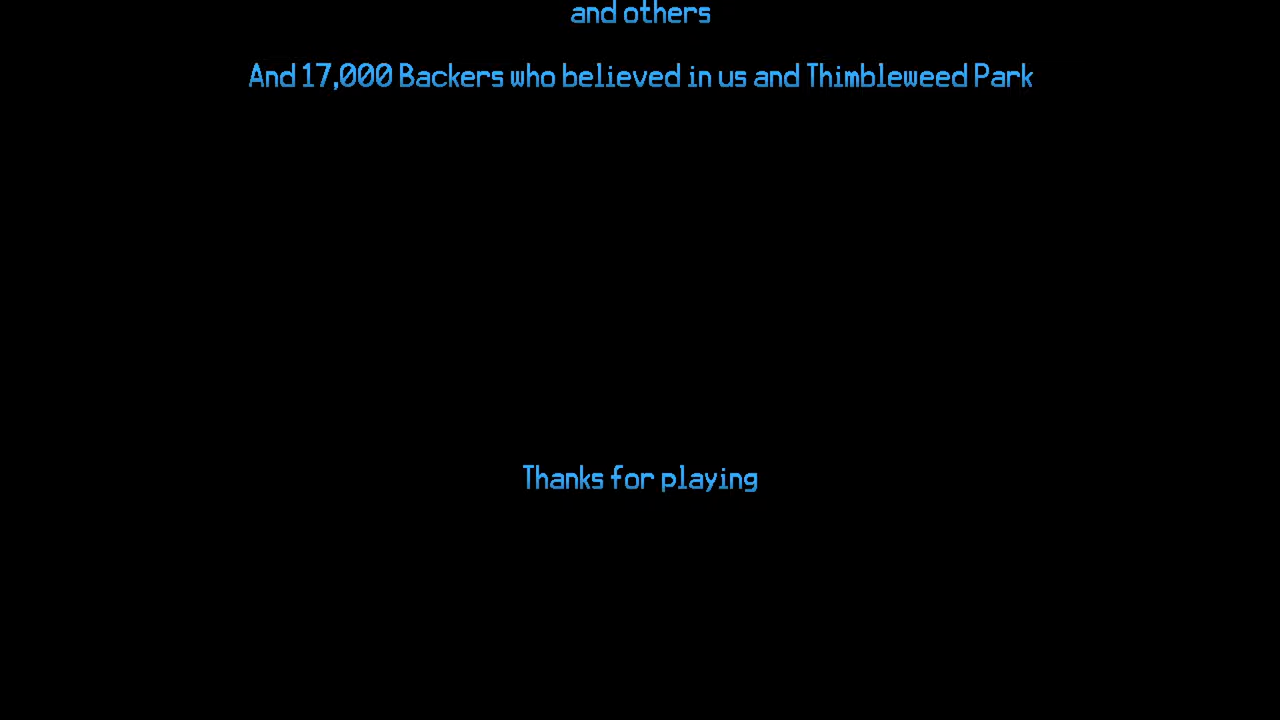 and others
And 17,000 Backers who believed in us and Thimbleweed Park
Thanks for playing